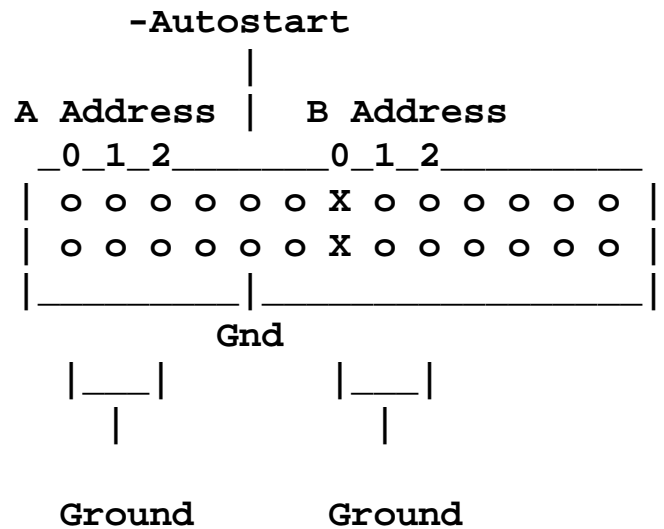 -Autostart
|
A Address | B Address
_0_1_2_______0_1_2_________
| o o o o o o X o o o o o o |
| o o o o o o X o o o o o o |
|_________|_________________|
Gnd
|___| |___|
| |
Ground Ground